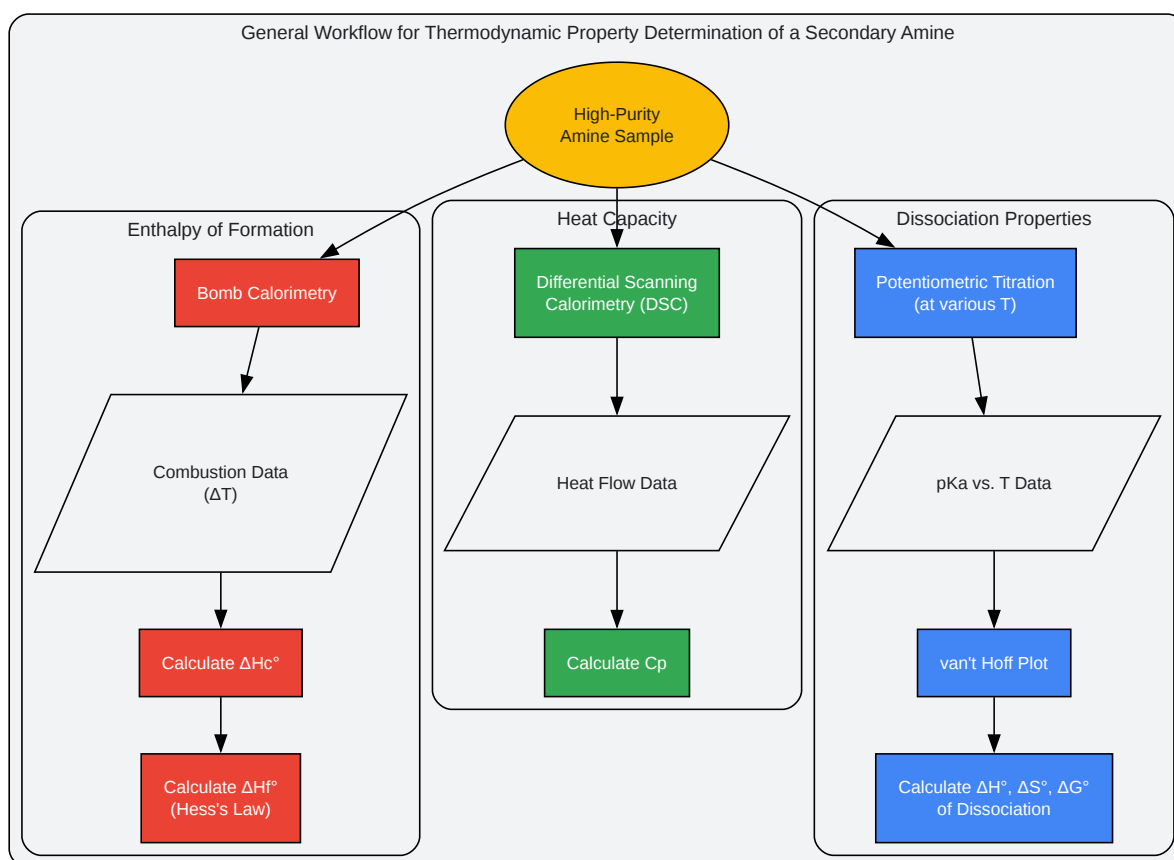 General Workflow for Thermodynamic Property Determination of a Secondary Amine
High-Purity
Amine Sample
Enthalpy of Formation
Bomb Calorimetry
Combustion Data
(ΔT)
Calculate ΔHc°
Calculate ΔHf°
(Hess's Law)
Heat Capacity
Differential Scanning
Calorimetry (DSC)
Heat Flow Data
Calculate Cp
Dissociation Properties
Potentiometric Titration
(at various T)
pKa vs. T Data
van't Hoff Plot
Calculate ΔH°, ΔS°, ΔG°
of Dissociation